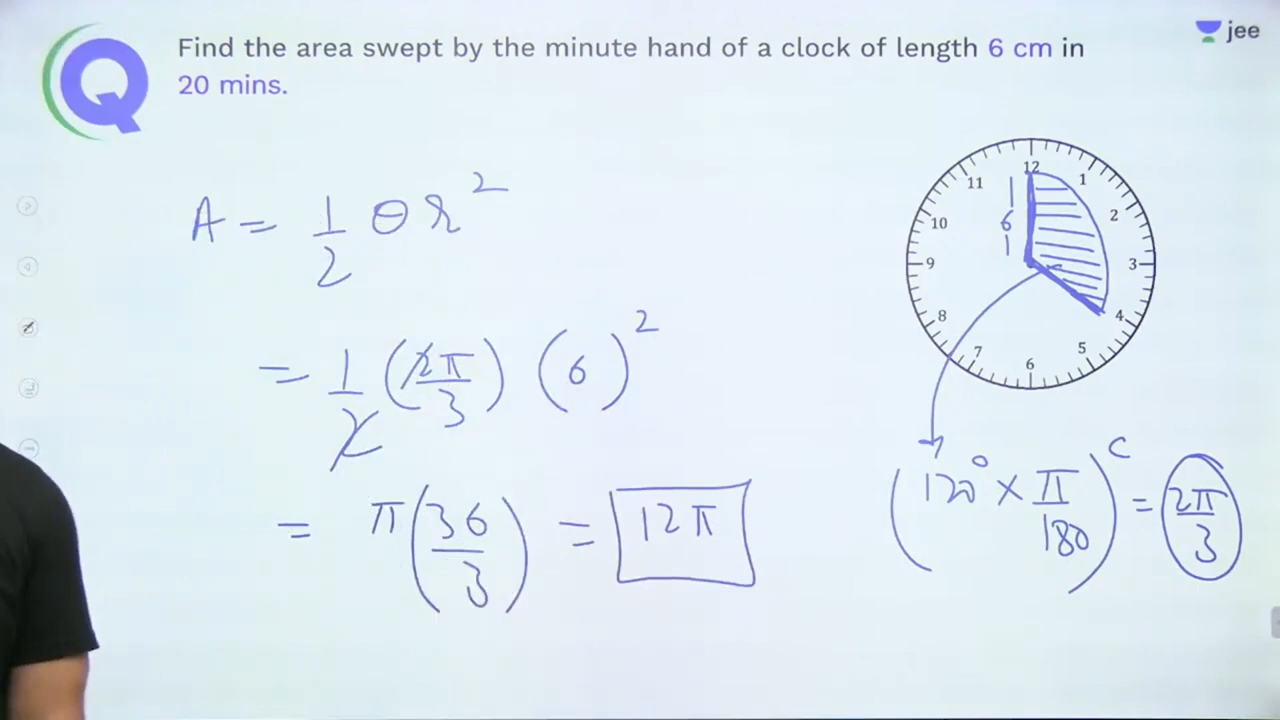 Find the area swept by the minute hand of a clock of length 6 cm in
20 mins.
Q
jee
A = 1/2 θ r²
= 1/2 (2π/3) (6)²
= π (36/3) = 12π
12
1
2
3
4
5
6
7
8
9
10
11
6
(120° × π/180)ᶜ = 2π/3